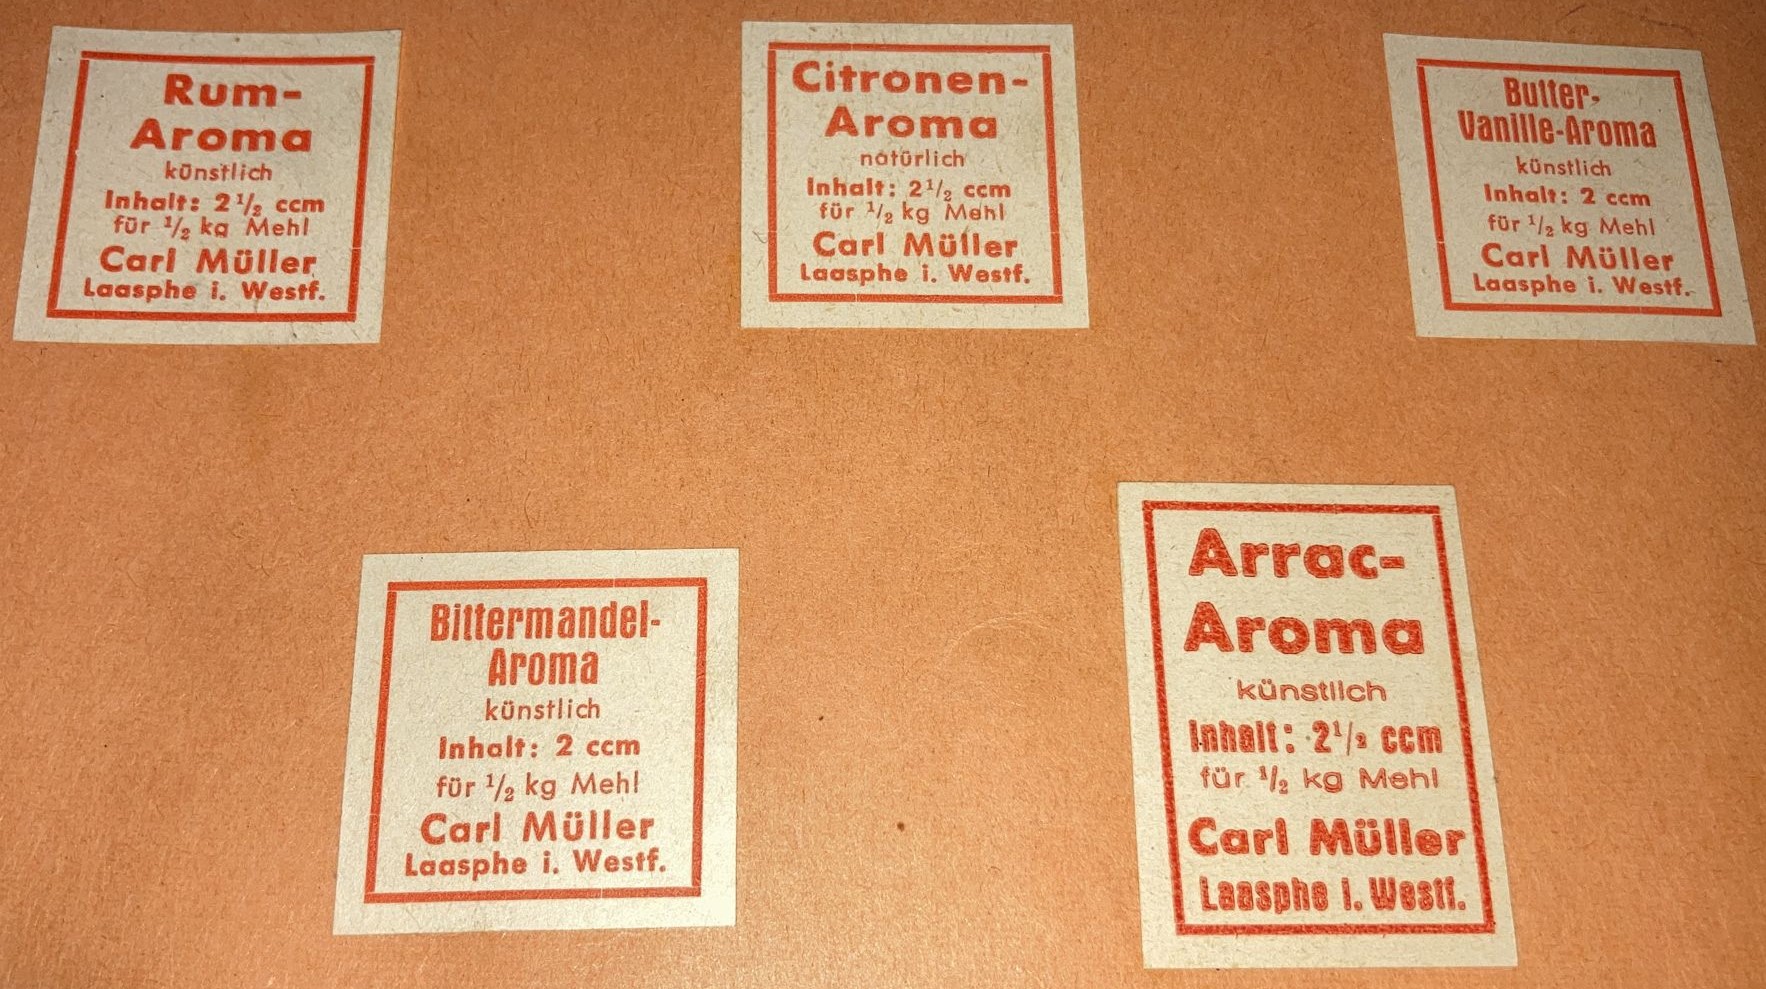 Rum-
Aroma
künstlich
Inhalt: 2 1/2 ccm
für 1/2 kg Mehl
Carl Müller
Laasphe i. Westf.
Citronen-
Aroma
natürlich
Inhalt: 2 1/2 ccm
für 1/2 kg Mehl
Carl Müller
Laasphe i. Westf.
Butter-
Vanille-Aroma
künstlich
Inhalt: 2 ccm
für 1/2 kg Mehl
Carl Müller
Laasphe i. Westf.
Bittermandel-
Aroma
künstlich
Inhalt: 2 ccm
für 1/2 kg Mehl
Carl Müller
Laasphe i. Westf.
Arrac-
Aroma
künstlich
Inhalt: 2 1/2 ccm
für 1/2 kg Mehl
Carl Müller
Laasphe i. Westf.